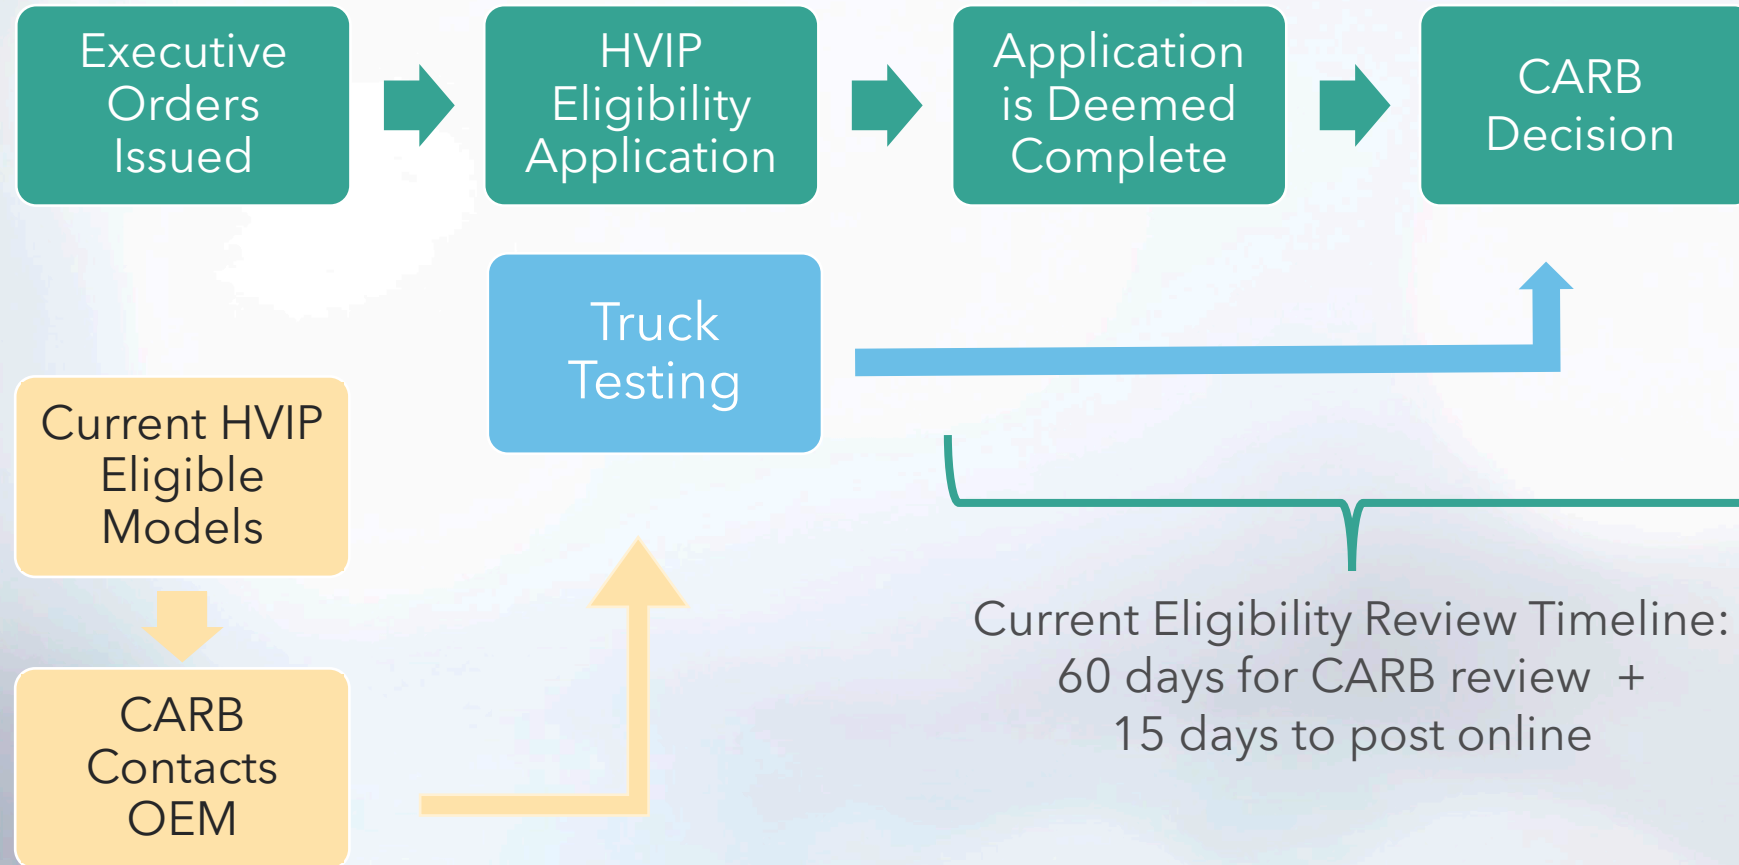 Executive
Orders
Issued
HVIP
Eligibility
Application
Application
is Deemed
Complete
CARB
Decision
Truck
Testing
Current HVIP
Eligible
Models
CARB
Contacts
OEM
Current Eligibility Review Timeline:
60 days for CARB review +
15 days to post online